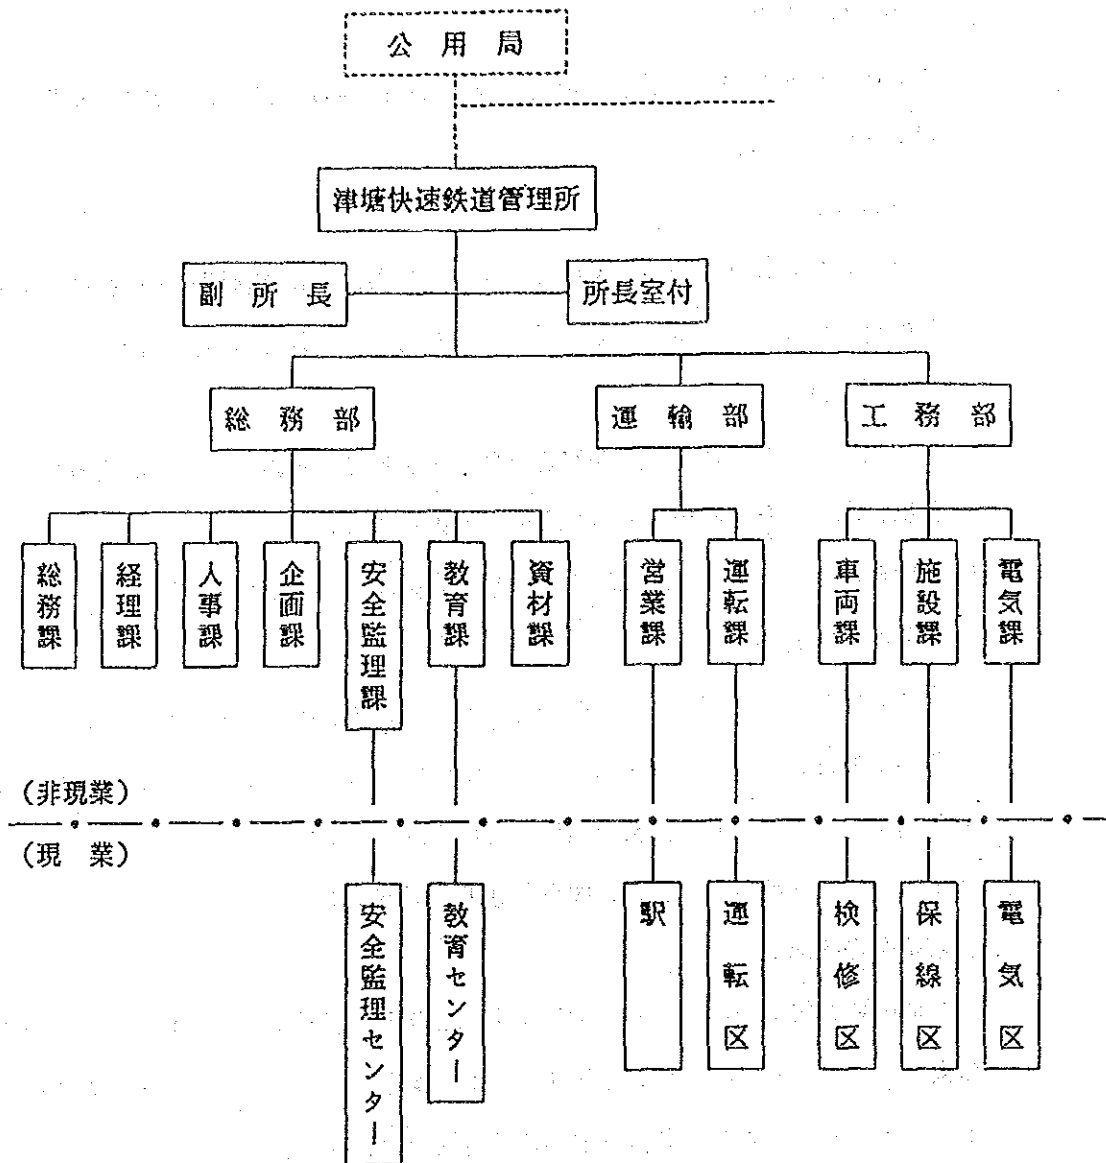 公用局
津塘快速鉄道管理所
副所長
所長室付
総務部
運輸部
工務部
総務課
経理課
人事課
企画課
安全監理課
教育課
資材課
営業課
運転課
車両課
施設課
電気課
(非現業)
(現 業)
安全監理センター
教育センター
駅
運転区
検修区
保線区
電気区